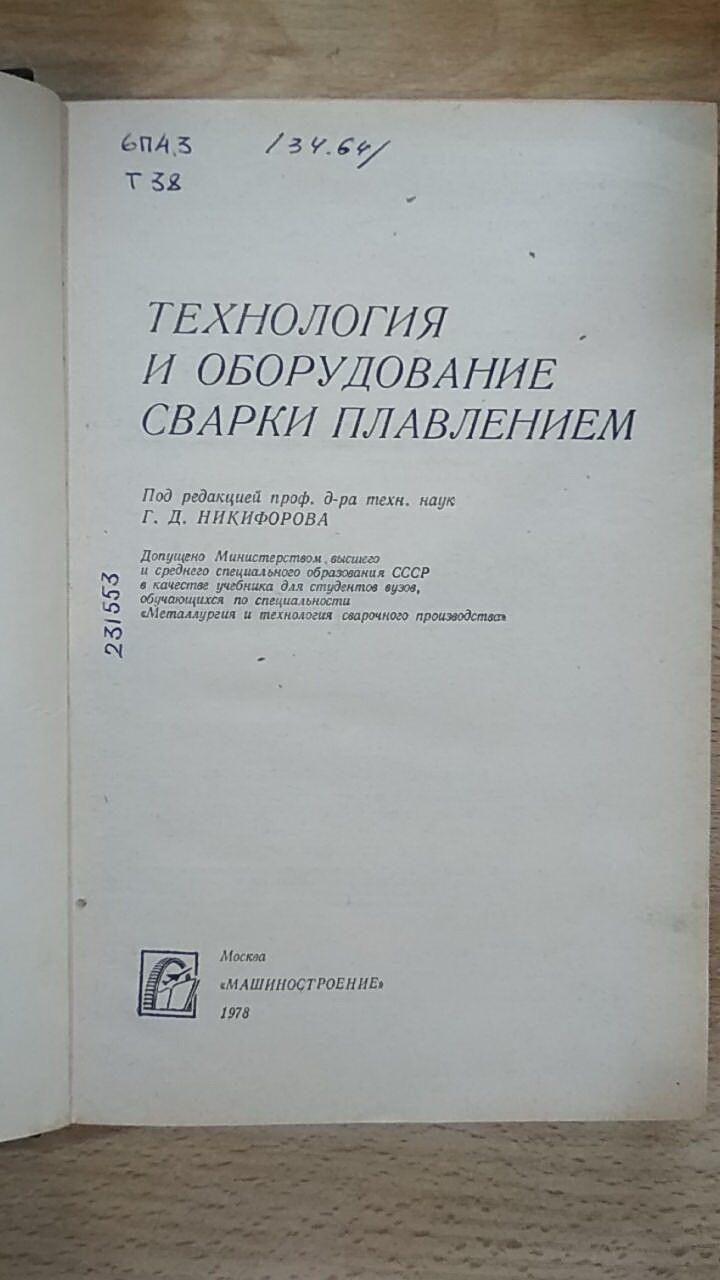 6П4.3 /34.64/
Т 38
ТЕХНОЛОГИЯ
И ОБОРУДОВАНИЕ
СВАРКИ ПЛАВЛЕНИЕМ
Под редакцией проф. д-ра техн. наук
Г. Д. НИКИФОРОВА
Допущено Министерством высшего
и среднего специального образования СССР
в качестве учебника для студентов вузов,
обучающихся по специальности
«Металлургия и технология сварочного производства»
231553
Москва
«МАШИНОСТРОЕНИЕ»
1978